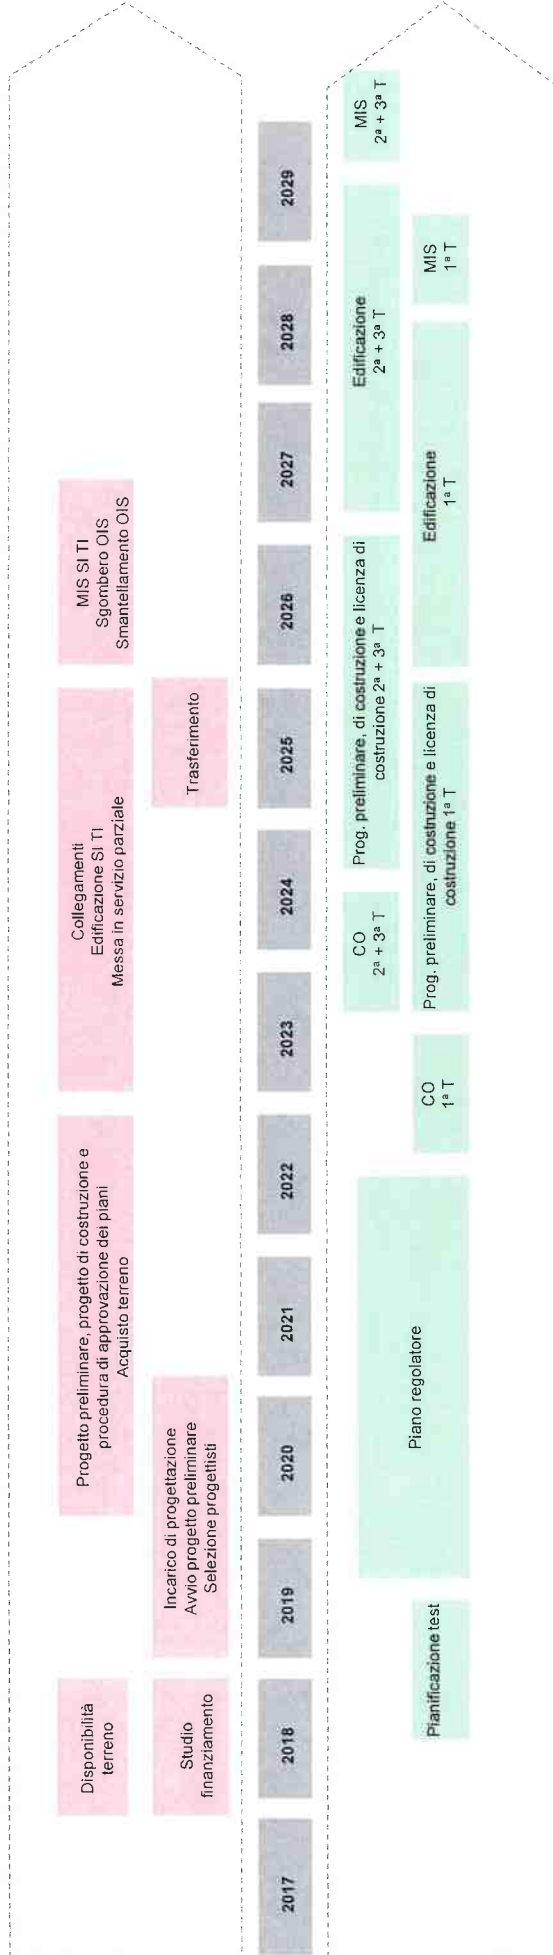 Disponibilità
terreno
Studio
finanziamento
Incarico di progettazione
Avvio progetto preliminare
Selezione progettisti
Progetto preliminare, progetto di costruzione e
procedura di approvazione dei piani
Acquisto terreno
Collegamenti
Edificazione SI TI
Messa in servizio parziale
Trasferimento
MIS SI TI
Sgombero OIS
Smantellamento OIS
2017
2018
2019
2020
2021
2022
2023
2024
2025
2026
2027
2028
2029
Pianificazione test
Piano regolatore
CO
1ª T
CO
2ª + 3ª T
Prog. preliminare, di costruzione e licenza di
costruzione 1ª T
Prog. preliminare, di costruzione e licenza di
costruzione 2ª + 3ª T
Edificazione
1ª T
Edificazione
2ª + 3ª T
MIS
1ª T
MIS
2ª + 3ª T